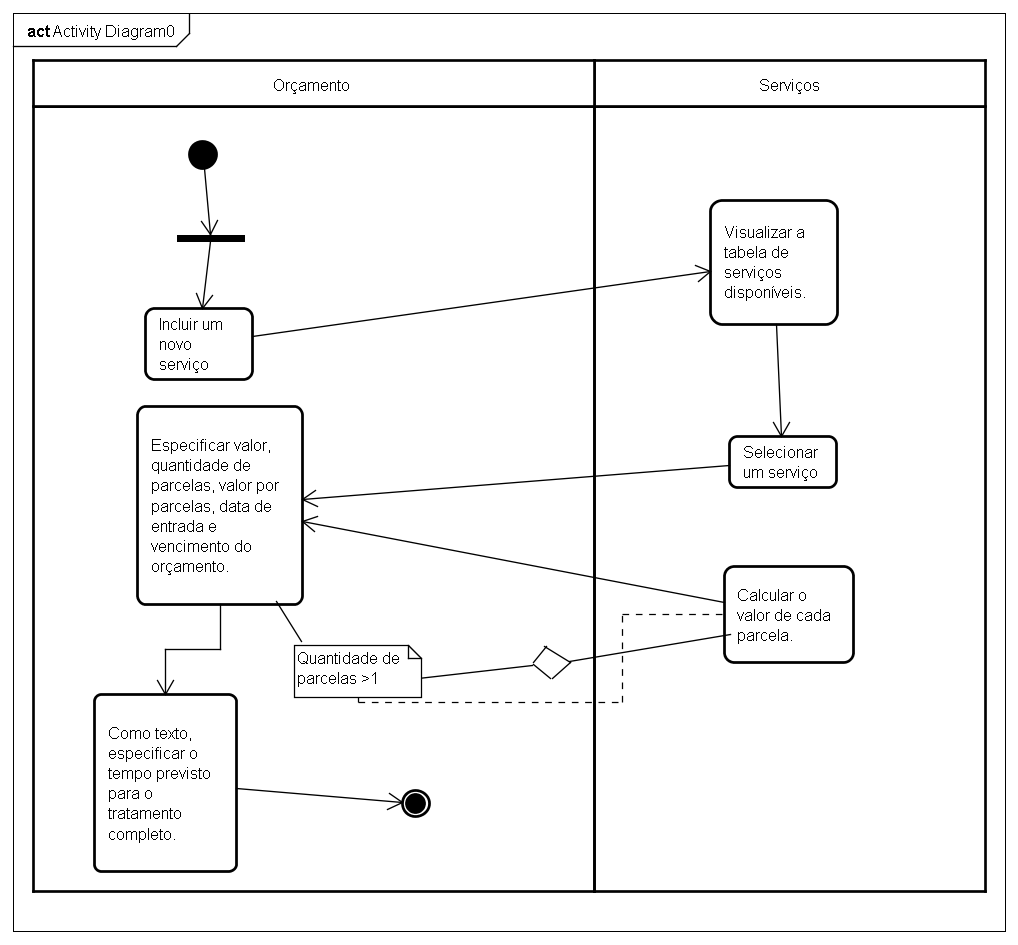 act Activity Diagram0
Orçamento
Serviços
Visualizar a
tabela de
serviços
disponíveis.
Incluir um
novo
serviço
Especificar valor,
quantidade de
parcelas, valor por
parcelas, data de
entrada e
vencimento do
orçamento.
Selecionar
um serviço
Calcular o
valor de cada
parcela.
Quantidade de
parcelas >1
Como texto,
especificar o
tempo previsto
para o
tratamento
completo.